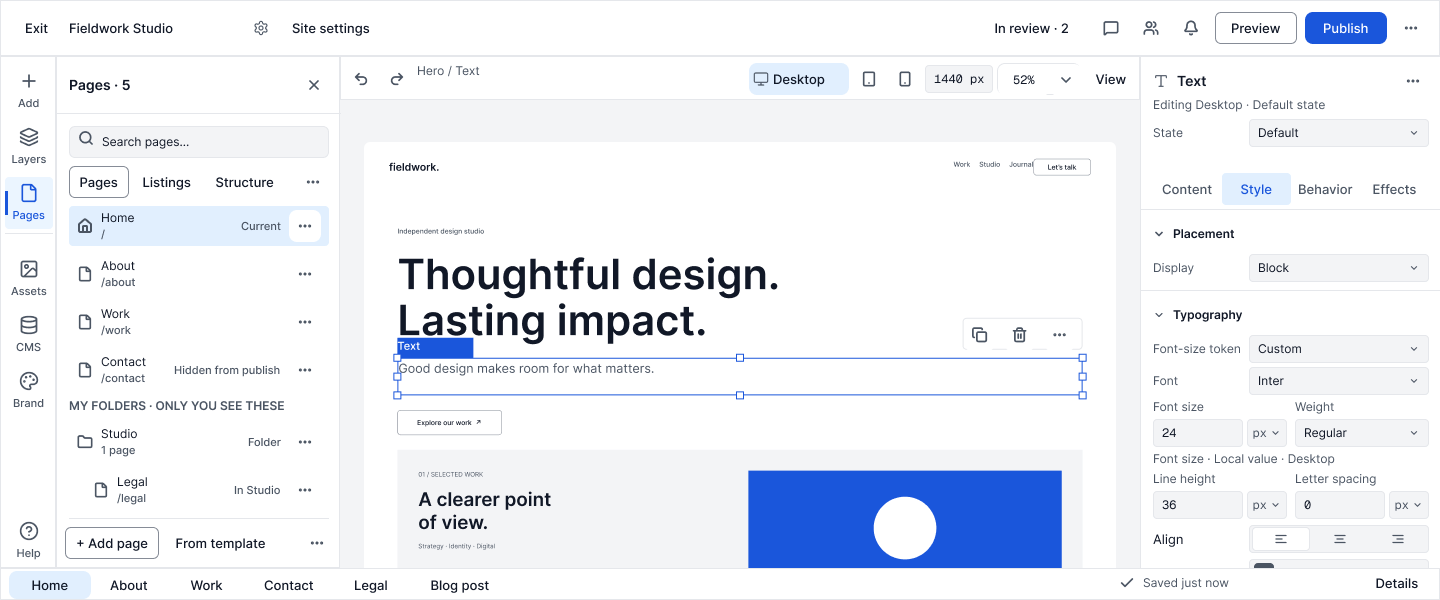 Exit
Fieldwork Studio
Site settings
In review · 2
Preview
Publish
Add
Layers
Pages
Assets
CMS
Brand
Help
Pages · 5
Search pages...
Pages
Listings
Structure
Home
/
Current
About
/about
Work
/work
Contact
/contact
Hidden from publish
MY FOLDERS · ONLY YOU SEE THESE
Studio
1 page
Folder
Legal
/legal
In Studio
+ Add page
From template
Hero / Text
Desktop
1440 px
52%
View
fieldwork.
Work
Studio
Journal
Let's talk
Independent design studio
Thoughtful design.
Lasting impact.
Text
Good design makes room for what matters.
Explore our work ↗
01 / SELECTED WORK
A clearer point
of view.
Strategy · Identity · Digital
Text
Editing Desktop · Default state
State
Default
Content
Style
Behavior
Effects
Placement
Display
Block
Typography
Font-size token
Custom
Font
Inter
Font size
Weight
24
px
Regular
Font size · Local value · Desktop
Line height
Letter spacing
36
px
0
px
Align
Home
About
Work
Contact
Legal
Blog post
Saved just now
Details